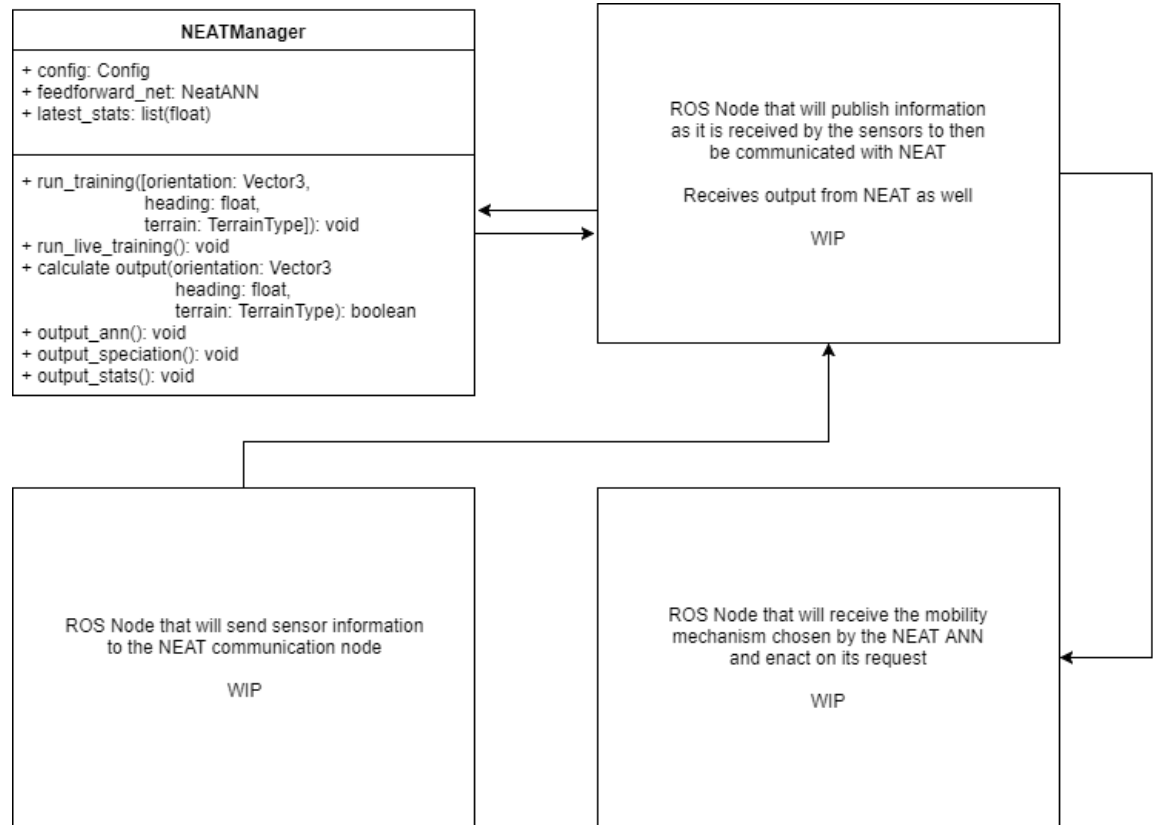 NEATManager
+ config: Config
+ feedforward_net: NeatANN
+ latest_stats: list(float)
+ run_training([orientation: Vector3,
heading: float,
terrain: TerrainType]): void
+ run_live_training(): void
+ calculate output(orientation: Vector3
heading: float,
terrain: TerrainType): boolean
+ output_ann(): void
+ output_speciation(): void
+ output_stats(): void
ROS Node that will publish information
as it is received by the sensors to then
be communicated with NEAT
Receives output from NEAT as well
WIP
ROS Node that will send sensor information
to the NEAT communication node
WIP
ROS Node that will receive the mobility
mechanism chosen by the NEAT ANN
and enact on its request
WIP